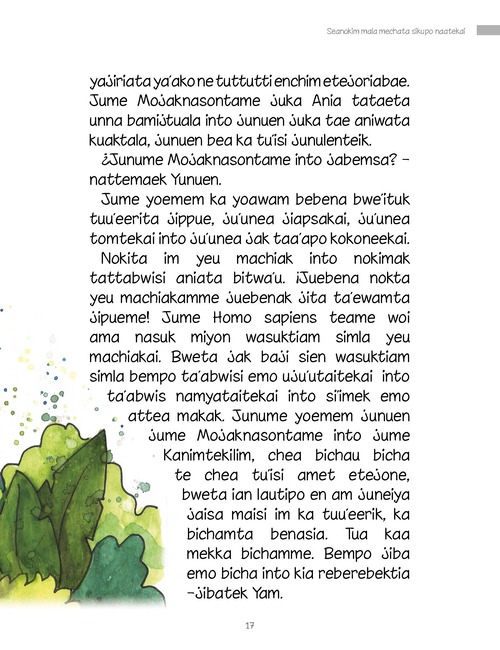 Seanokim mala mechata sikupo naatekai
yajiriata ya'ako ne tuttutti enchim etejoriabae.
Jume Mojaknasontame juka Ania tataeta
unna bamijtuala into junuen juka tae aniwata
kuaktala, junuen bea ka tu'isi junulenteik.
¿Junume Mojaknasontame into jabemsa? –
nattemaek Yunuen.
Jume yoemem ka yoawam bebena bwe'ituk
tuu'eerita jippue, ju'unea jiapsakai, ju'unea
tomtekai into ju'unea jak taa'apo kokoneekai.
Nokita im yeu machiak into nokimak
tattabwisi aniata bitwa'u. ¡Juebena nokta
yeu machiakamme juebenak jita ta'ewamta
jipueme! Jume Homo sapiens teame woi
ama nasuk miyon wasuktiam simla yeu
machiakai. Bweta jak baji sien wasuktiam
simla bempo ta'abwisi emo uju'utaitekai into
ta'abwis namyataitekai into si'imek emo
attea makak. Junume yoemem junuen
jume Mojaknasontame into jume
Kanimtekilim, chea bichau bicha
te chea tu'isi amet etejone,
bweta ian lautipo en am juneiya
jaisa maisi im ka tuu'eerik, ka
bichamta benasia. Tua kaa
mekka bichamme. Bempo jiba
emo bicha into kia reberebektia
–jibatek Yam.
17